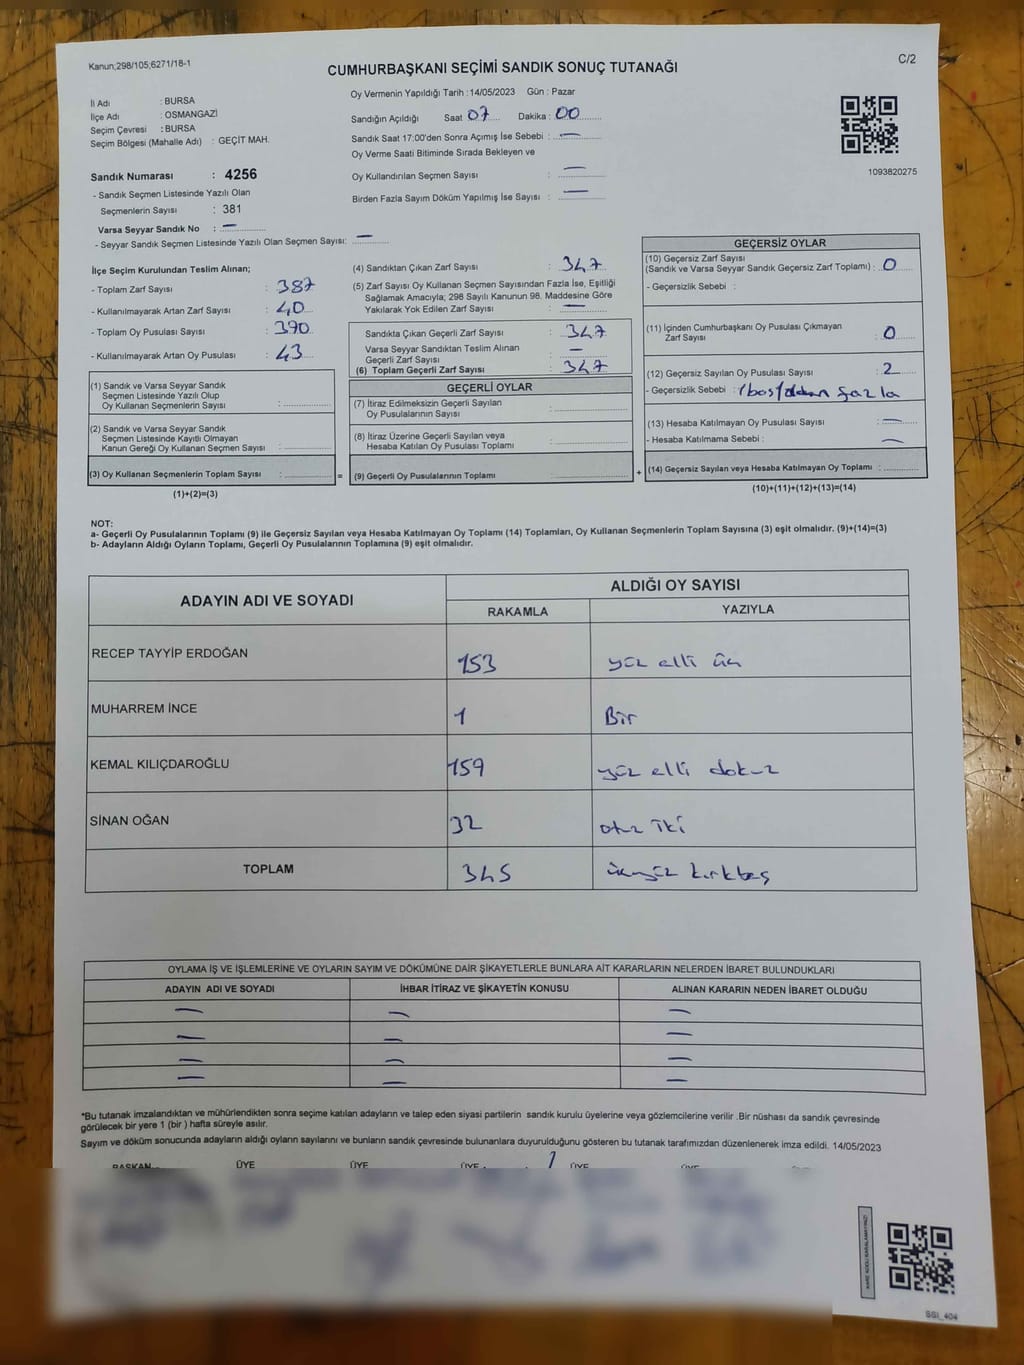 Kanun;298/105;6271/18-1
C/2
CUMHURBAŞKANI SEÇİMİ SANDIK SONUÇ TUTANAĞI
İl Adı : BURSA
İlçe Adı : OSMANGAZİ
Seçim Çevresi : BURSA
Seçim Bölgesi (Mahalle Adı) : GEÇİT MAH.
Sandık Numarası : 4256
- Sandık Seçmen Listesinde Yazılı Olan
Seçmenlerin Sayısı : 381
Varsa Seyyar Sandık No : —
- Seyyar Sandık Seçmen Listesinde Yazılı Olan Seçmen Sayısı: —
Oy Vermenin Yapıldığı Tarih :14/05/2023 Gün : Pazar
Sandığın Açıldığı Saat 07 Dakika : 00
Sandık Saat 17:00'den Sonra Açımış İse Sebebi : —
Oy Verme Saati Bitiminde Sırada Bekleyen ve
Oy Kullandırılan Seçmen Sayısı : —
Birden Fazla Sayım Döküm Yapılmış İse Sayısı : —
1093820275
İlçe Seçim Kurulundan Teslim Alınan;
- Toplam Zarf Sayısı : 387
- Kullanılmayarak Artan Zarf Sayısı : 40
- Toplam Oy Pusulası Sayısı : 390
- Kullanılmayarak Artan Oy Pusulası : 43
(1) Sandık ve Varsa Seyyar Sandık
Seçmen Listesinde Yazılı Olup
Oy Kullanan Seçmenlerin Sayısı :
(2) Sandık ve Varsa Seyyar Sandık
Seçmen Listesinde Kayıtlı Olmayan
Kanun Gereği Oy Kullanan Seçmen Sayısı :
(3) Oy Kullanan Seçmenlerin Toplam Sayısı : =
(1)+(2)=(3)
(4) Sandıktan Çıkan Zarf Sayısı : 347
(5) Zarf Sayısı Oy Kullanan Seçmen Sayısından Fazla İse, Eşitliği
Sağlamak Amacıyla; 298 Sayılı Kanunun 98. Maddesine Göre
Yakılarak Yok Edilen Zarf Sayısı : —
Sandıkta Çıkan Geçerli Zarf Sayısı : 347
Varsa Seyyar Sandıktan Teslim Alınan
Geçerli Zarf Sayısı : —
(6) Toplam Geçerli Zarf Sayısı : 347
GEÇERLİ OYLAR
(7) İtiraz Edilmeksizin Geçerli Sayılan
Oy Pusulalarının Sayısı :
(8) İtiraz Üzerine Geçerli Sayılan veya
Hesaba Katılan Oy Pusulası Toplamı :
(9) Geçerli Oy Pusulalarının Toplamı : +
GEÇERSİZ OYLAR
(10) Geçersiz Zarf Sayısı
(Sandık ve Varsa Seyyar Sandık Geçersiz Zarf Toplamı) : 0
- Geçersizlik Sebebi :
(11) İçinden Cumhurbaşkanı Oy Pusulası Çıkmayan
Zarf Sayısı : 0
(12) Geçersiz Sayılan Oy Pusulası Sayısı : 2
- Geçersizlik Sebebi : 1 boş / fazla
(13) Hesaba Katılmayan Oy Pusulası Sayısı : —
- Hesaba Katılmama Sebebi : —
(14) Geçersiz Sayılan veya Hesaba Katılmayan Oy Toplamı :
(10)+(11)+(12)+(13)=(14)
NOT:
a- Geçerli Oy Pusulalarının Toplamı (9) ile Geçersiz Sayılan veya Hesaba Katılmayan Oy Toplamı (14) Toplamları, Oy Kullanan Seçmenlerin Toplam Sayısına (3) eşit olmalıdır. (9)+(14)=(3)
b- Adayların Aldığı Oyların Toplamı, Geçerli Oy Pusulalarının Toplamına (9) eşit olmalıdır.
ADAYIN ADI VE SOYADI ALDIĞI OY SAYISI
RAKAMLA YAZIYLA
RECEP TAYYİP ERDOĞAN 153 yüz elli üç
MUHARREM İNCE 1 Bir
KEMAL KILIÇDAROĞLU 159 yüz elli dokuz
SİNAN OĞAN 32 otuz iki
TOPLAM 345 üçyüz kırkbeş
OYLAMA İŞ VE İŞLEMLERİNE VE OYLARIN SAYIM VE DÖKÜMÜNE DAİR ŞİKAYETLERLE BUNLARA AİT KARARLARIN NELERDEN İBARET BULUNDUKLARI
ADAYIN ADI VE SOYADI İHBAR İTİRAZ VE ŞİKAYETİN KONUSU ALINAN KARARIN NEDEN İBARET OLDUĞU
— — —
— — —
— — —
— — —
*Bu tutanak imzalandıktan ve mühürlendikten sonra seçime katılan adayların ve talep eden siyasi partilerin sandık kurulu üyelerine veya gözlemcilerine verilir .Bir nüshası da sandık çevresinde
görülecek bir yere 1 (bir ) hafta süreyle asılır.
Sayım ve döküm sonucunda adayların aldığı oyların sayılarını ve bunların sandık çevresinde bulunanlara duyurulduğunu gösteren bu tutanak tarafımızdan düzenlenerek imza edildi. 14/05/2023
BAŞKAN ÜYE ÜYE ÜYE ÜYE ÜYE
KARE KODU KARALAMAYINIZ!
SSI_404